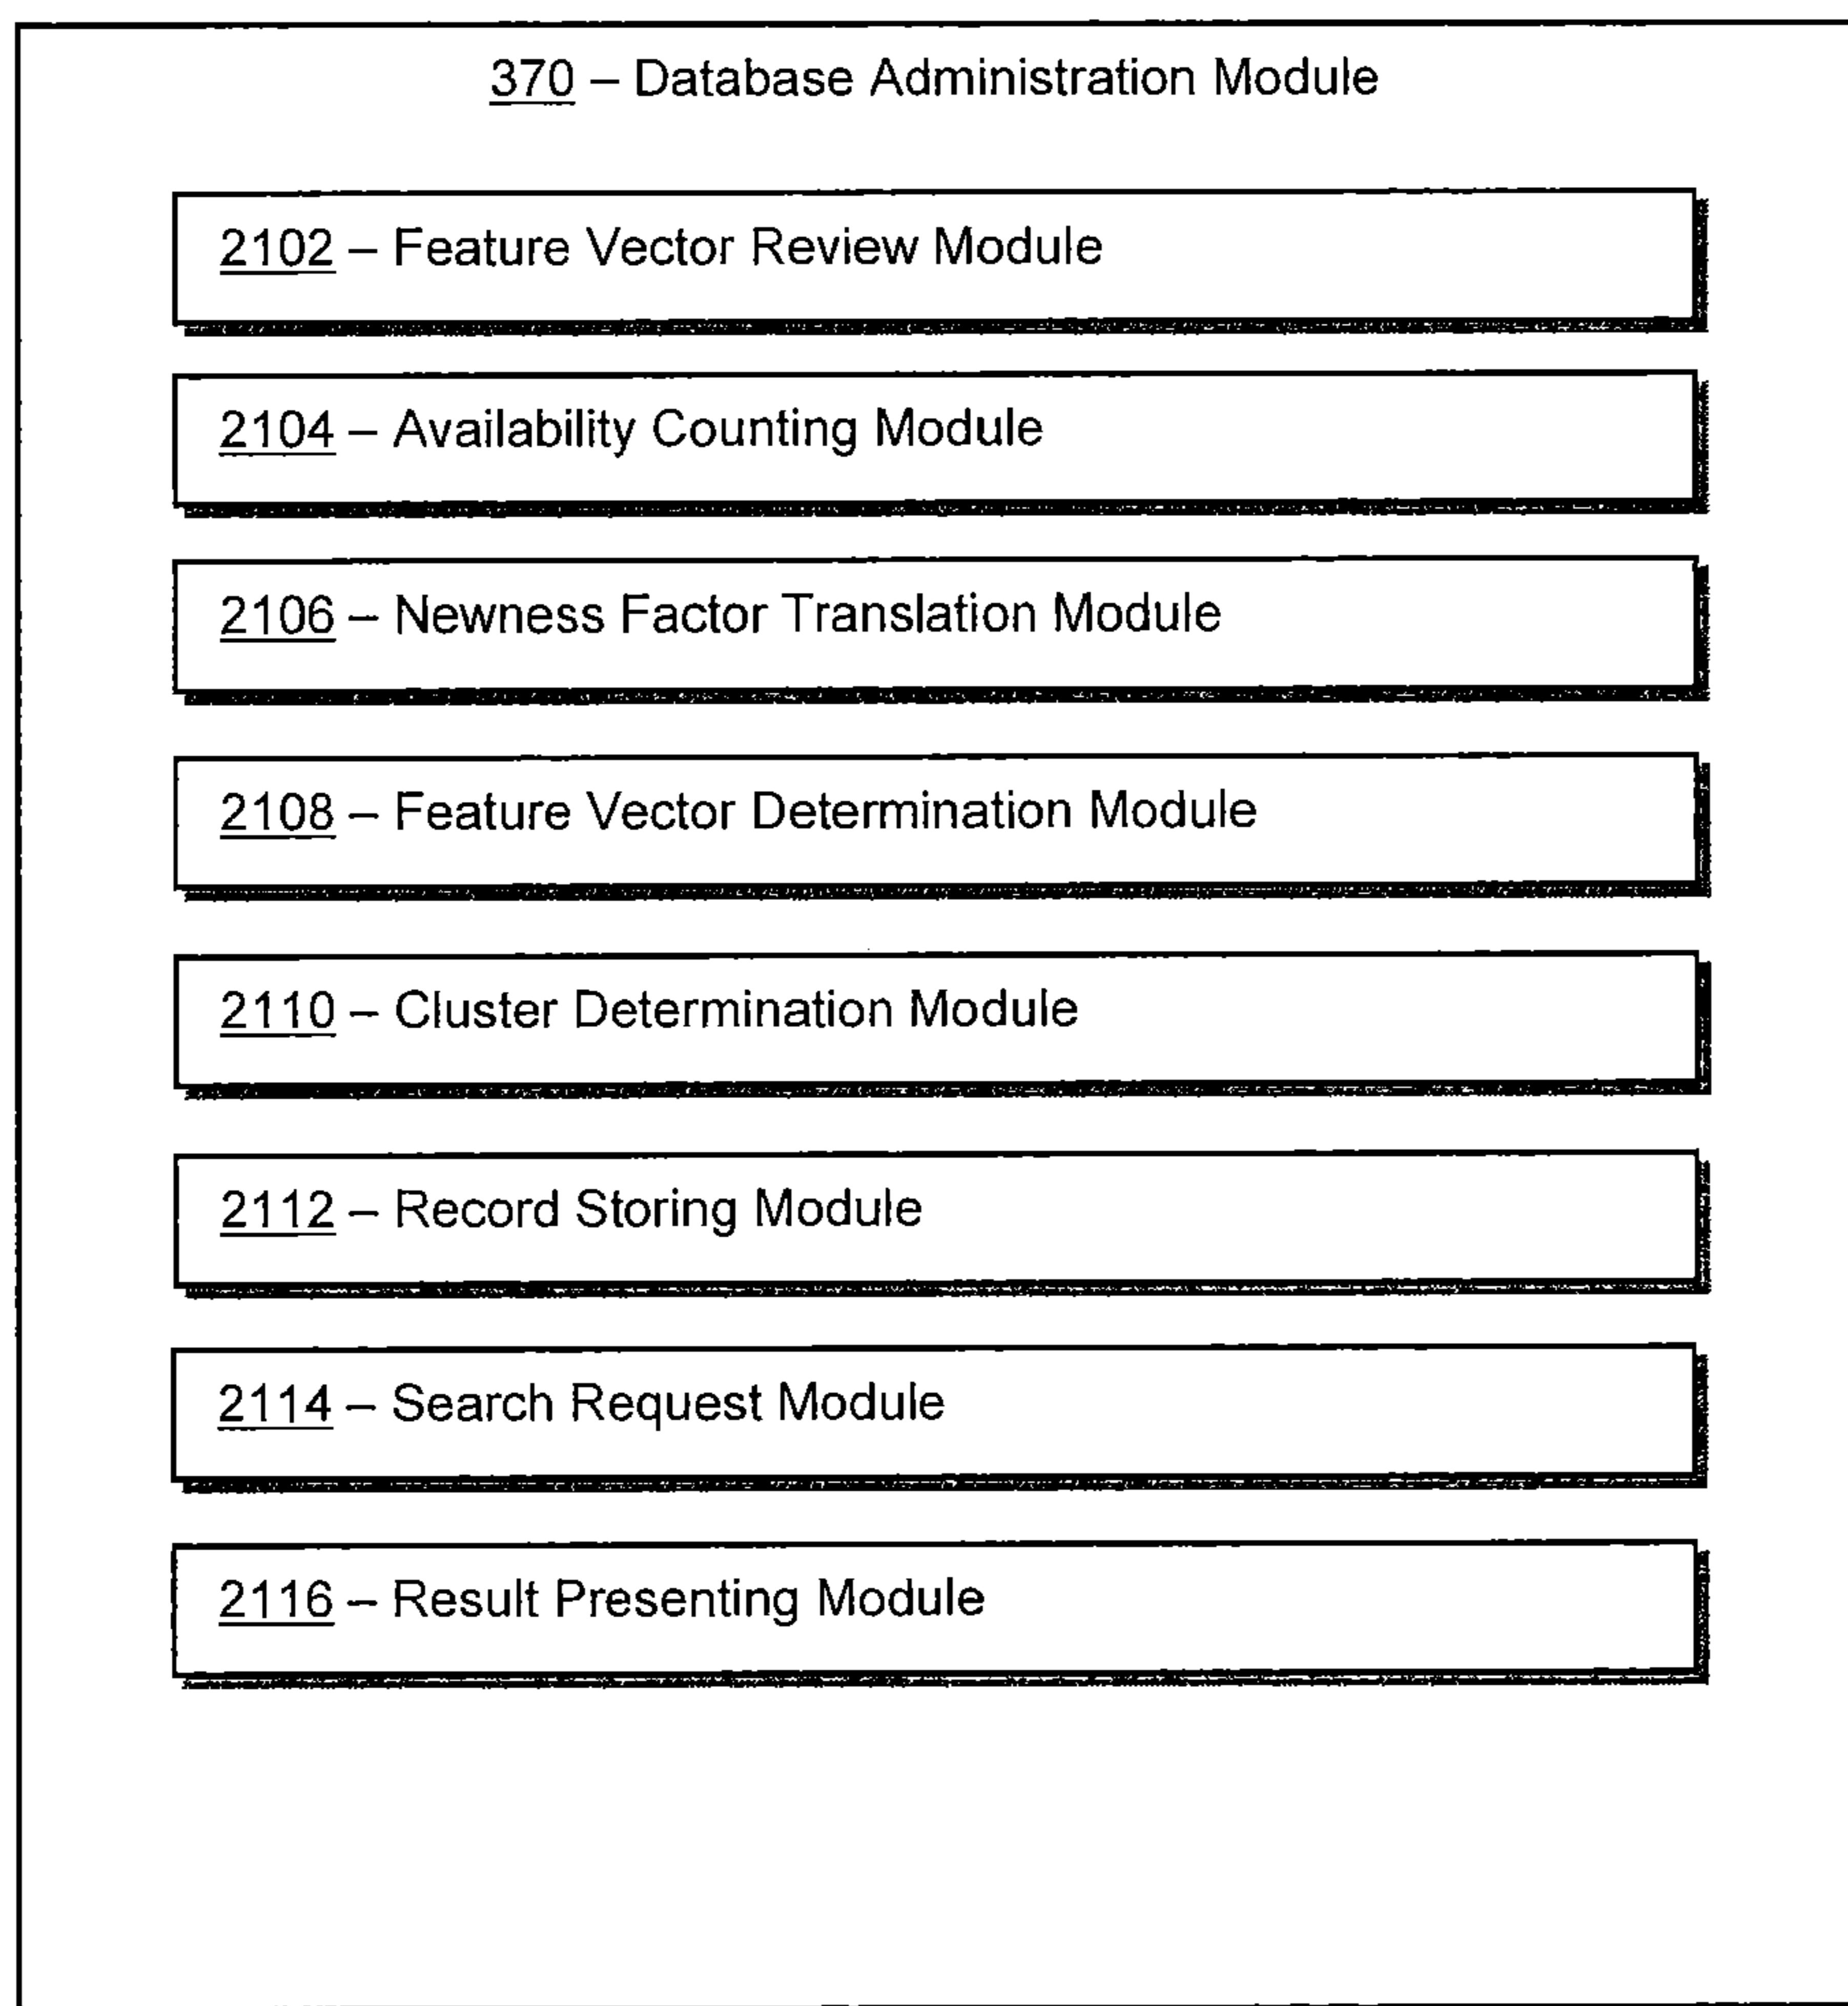 370 – Database Administration Module
2102 – Feature Vector Review Module
2104 – Availability Counting Module
2106 – Newness Factor Translation Module
2108 – Feature Vector Determination Module
2110 – Cluster Determination Module
2112 – Record Storing Module
2114 – Search Request Module
2116 – Result Presenting Module